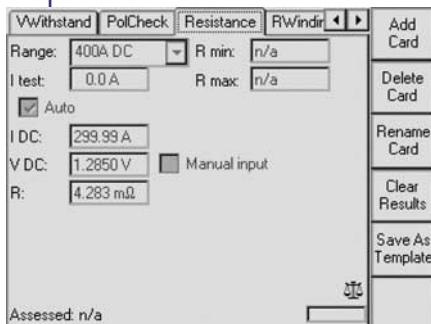 VWithstand PolCheck Resistance RWindir
Range: 400A DC R min: n/a
I test: 0.0 A R max: n/a
Auto
I DC: 299.99 A
V DC: 1.2850 V Manual input
R: 4.283 mΩ
Assessed: n/a
Add
Card
Delete
Card
Rename
Card
Clear
Results
Save As
Template